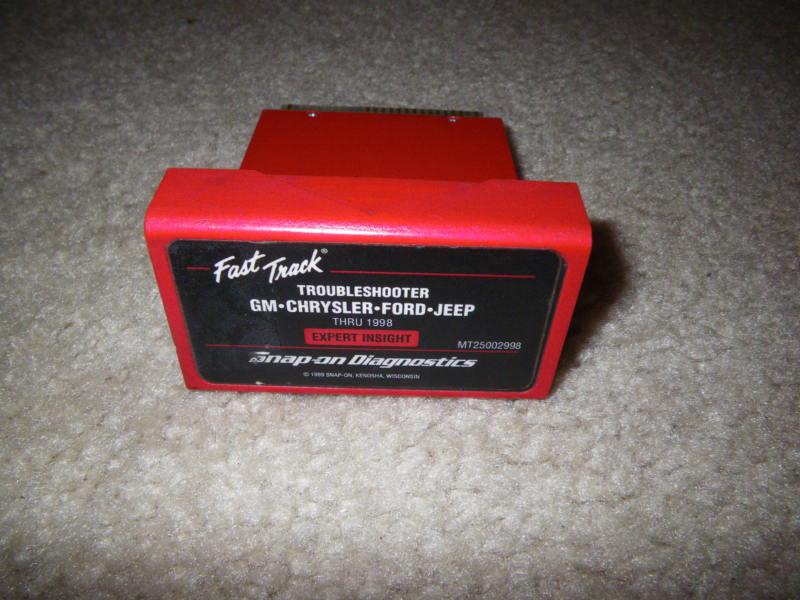 Fast Track®
TROUBLESHOOTER
GM•CHRYSLER•FORD•JEEP
THRU 1998
EXPERT INSIGHT
MT25002998
Snap-on Diagnostics
© 1999 SNAP-ON, KENOSHA, WISCONSIN